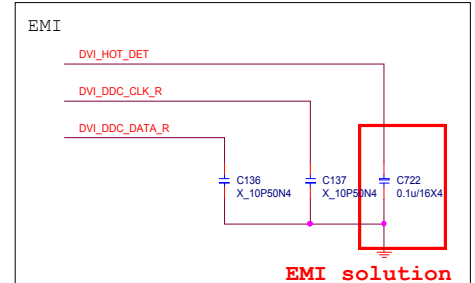 EMI
DVI_HOT_DET
DVI_DDC_CLK_R
DVI_DDC_DATA_R
C136
X_10P50N4
C137
X_10P50N4
C722
0.1u/16X4
EMI solution